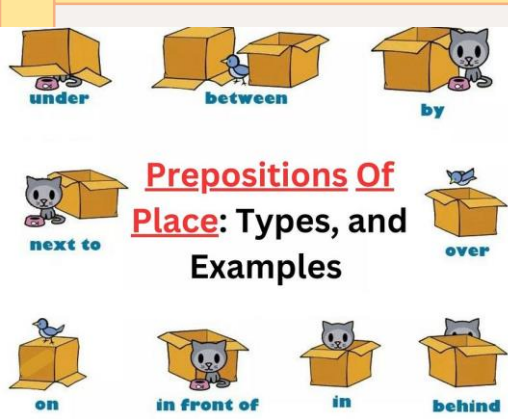 under
between
by
Prepositions Of
Place: Types, and
Examples
next to
over
on
in front of
in
behind